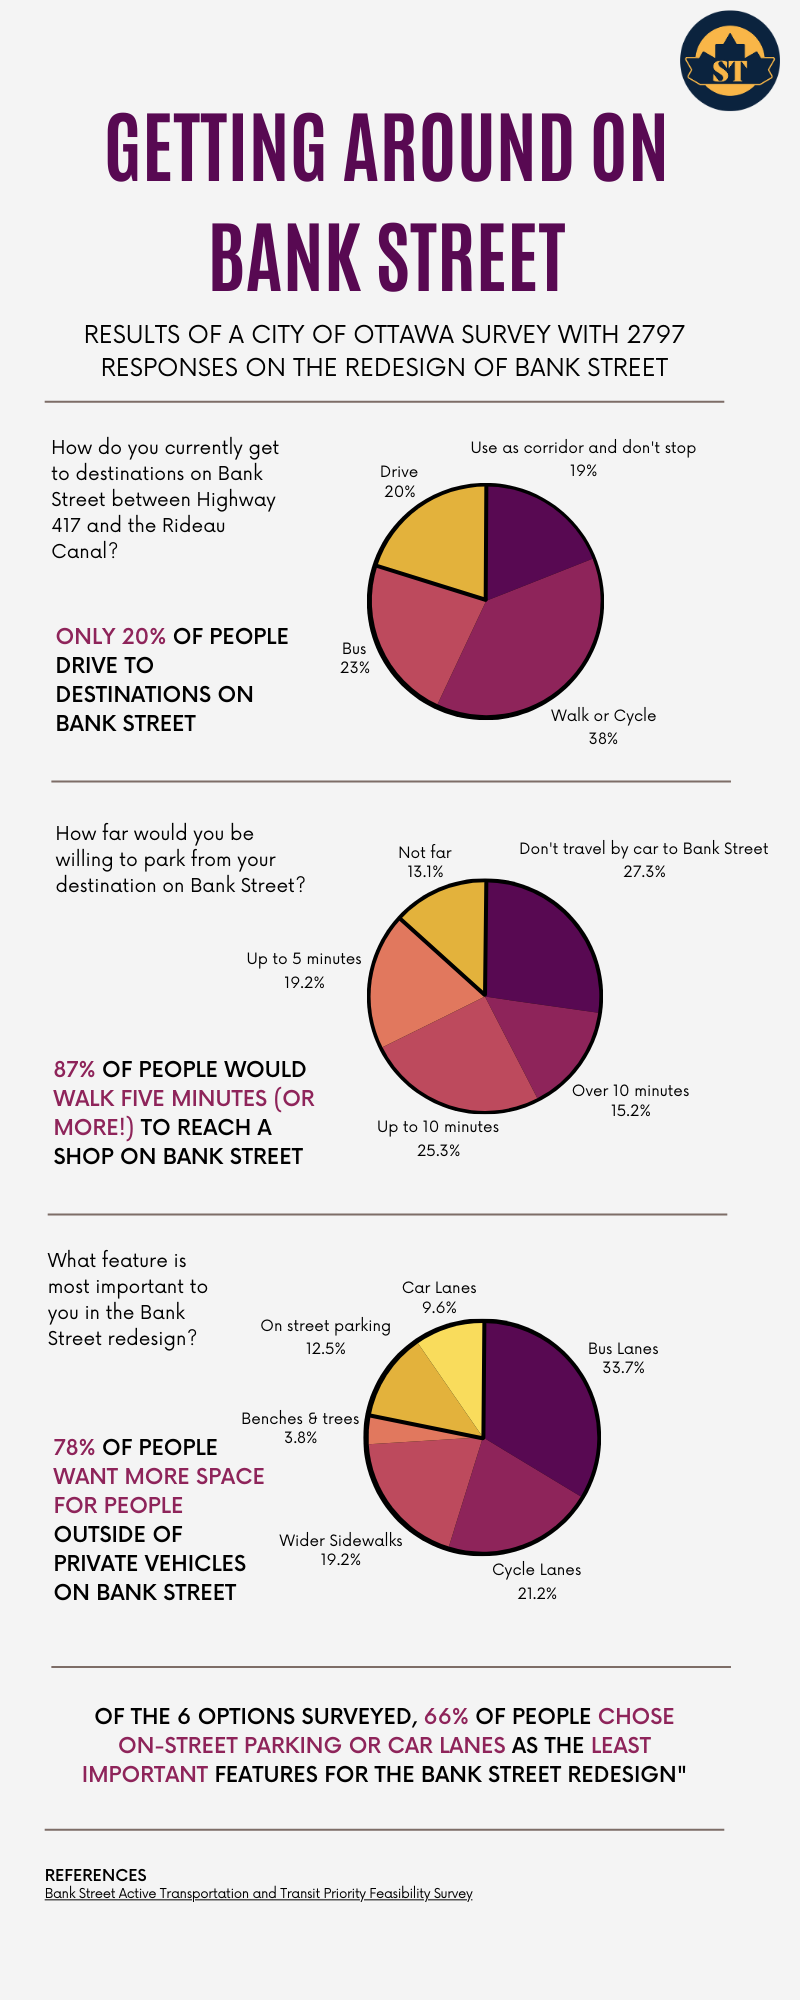 ST
GETTING AROUND ON
BANK STREET
RESULTS OF A CITY OF OTTAWA SURVEY WITH 2797
RESPONSES ON THE REDESIGN OF BANK STREET
How do you currently get
to destinations on Bank
Street between Highway
417 and the Rideau
Canal?
ONLY 20% OF PEOPLE
DRIVE TO
DESTINATIONS ON
BANK STREET
Use as corridor and don't stop
19%
Drive
20%
Bus
23%
Walk or Cycle
38%
How far would you be
willing to park from your
destination on Bank Street?
87% OF PEOPLE WOULD
WALK FIVE MINUTES (OR
MORE!) TO REACH A
SHOP ON BANK STREET
Don't travel by car to Bank Street
27.3%
Not far
13.1%
Up to 5 minutes
19.2%
Over 10 minutes
15.2%
Up to 10 minutes
25.3%
What feature is
most important to
you in the Bank
Street redesign?
78% OF PEOPLE
WANT MORE SPACE
FOR PEOPLE
OUTSIDE OF
PRIVATE VEHICLES
ON BANK STREET
Car Lanes
9.6%
On street parking
12.5%
Bus Lanes
33.7%
Benches & trees
3.8%
Wider Sidewalks
19.2%
Cycle Lanes
21.2%
OF THE 6 OPTIONS SURVEYED, 66% OF PEOPLE CHOSE
ON-STREET PARKING OR CAR LANES AS THE LEAST
IMPORTANT FEATURES FOR THE BANK STREET REDESIGN"
REFERENCES
Bank Street Active Transportation and Transit Priority Feasibility Survey